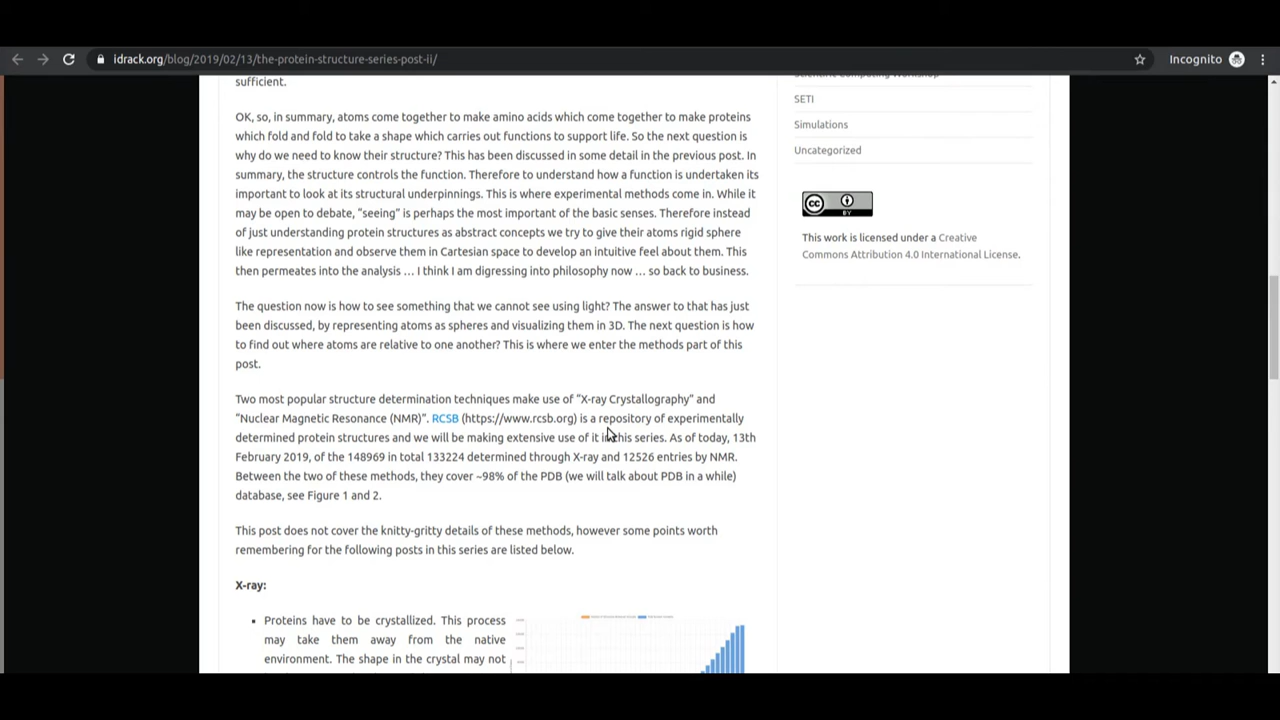 idrack.org/blog/2019/02/13/the-protein-structure-series-post-ii/
Incognito
sufficient.
OK, so, in summary, atoms come together to make amino acids which come together to make proteins
which fold and fold to take a shape which carries out functions to support life. So the next question is
why do we need to know their structure? This has been discussed in some detail in the previous post. In
summary, the structure controls the function. Therefore to understand how a function is undertaken its
important to look at its structural underpinnings. This is where experimental methods come in. While it
may be open to debate, "seeing" is perhaps the most important of the basic senses. Therefore instead
of just understanding protein structures as abstract concepts we try to give their atoms rigid sphere
like representation and observe them in Cartesian space to develop an intuitive feel about them. This
then permeates into the analysis … I think I am digressing into philosophy now … so back to business.
The question now is how to see something that we cannot see using light? The answer to that has just
been discussed, by representing atoms as spheres and visualizing them in 3D. The next question is how
to find out where atoms are relative to one another? This is where we enter the methods part of this
post.
Two most popular structure determination techniques make use of "X-ray Crystallography" and
"Nuclear Magnetic Resonance (NMR)". RCSB (https://www.rcsb.org) is a repository of experimentally
determined protein structures and we will be making extensive use of it in this series. As of today, 13th
February 2019, of the 148969 in total 133224 determined through X-ray and 12526 entries by NMR.
Between the two of these methods, they cover ~98% of the PDB (we will talk about PDB in a while)
database, see Figure 1 and 2.
This post does not cover the knitty-gritty details of these methods, however some points worth
remembering for the following posts in this series are listed below.
X-ray:
Proteins have to be crystallized. This process
may take them away from the native
environment. The shape in the crystal may not
Scientific Computing Workshop
SETI
Simulations
Uncategorized
CC BY
This work is licensed under a Creative
Commons Attribution 4.0 International License.